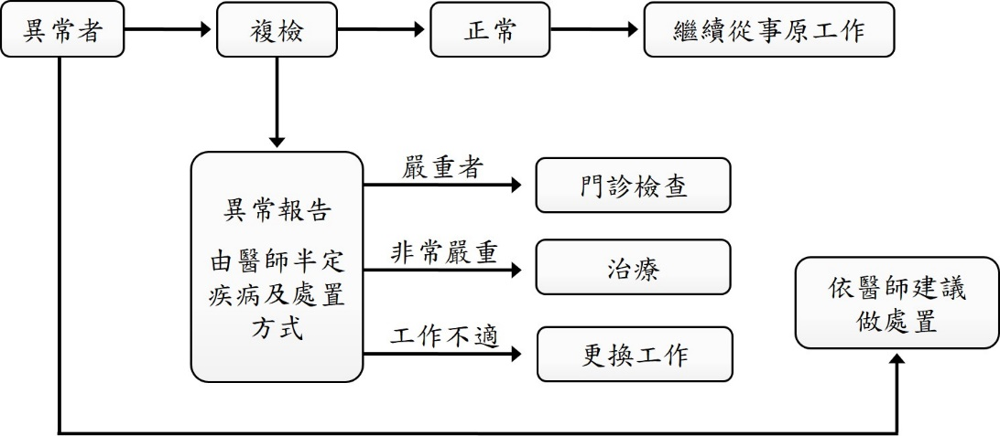 異常者
複檢
正常
繼續從事原工作
異常報告
由醫師半定
疾病及處置
方式
嚴重者
門診檢查
非常嚴重
治療
工作不適
更換工作
依醫師建議
做處置